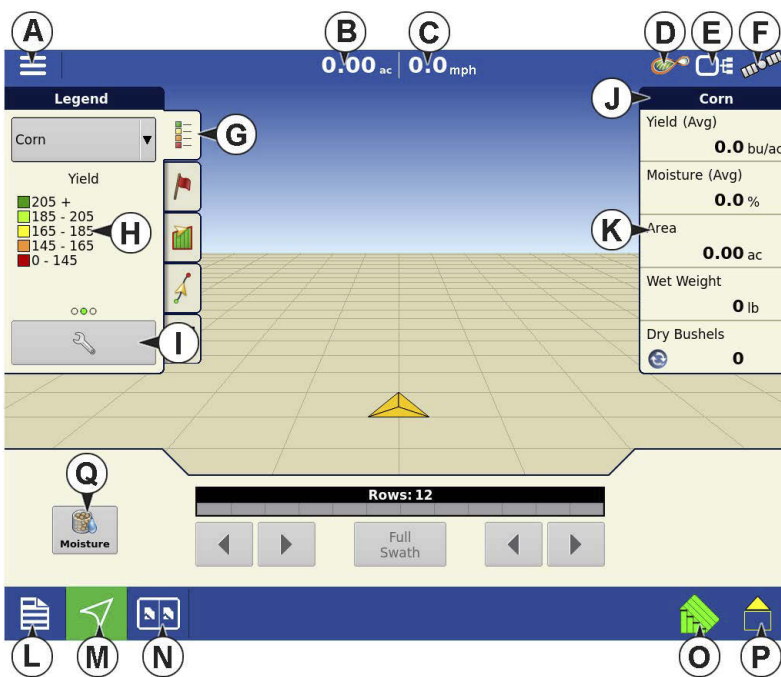 A
B
C
D
E
F
0.00 ac
0.0 mph
Legend
J
Corn
Corn
G
Yield (Avg)
0.0 bu/ac
Yield
Moisture (Avg)
0.0 %
205 +
185 - 205
165 - 185
145 - 165
0 - 145
H
K
Area
0.00 ac
Wet Weight
0 lb
I
Dry Bushels
0
Q
Rows: 12
Moisture
Full
Swath
L
M
N
O
P